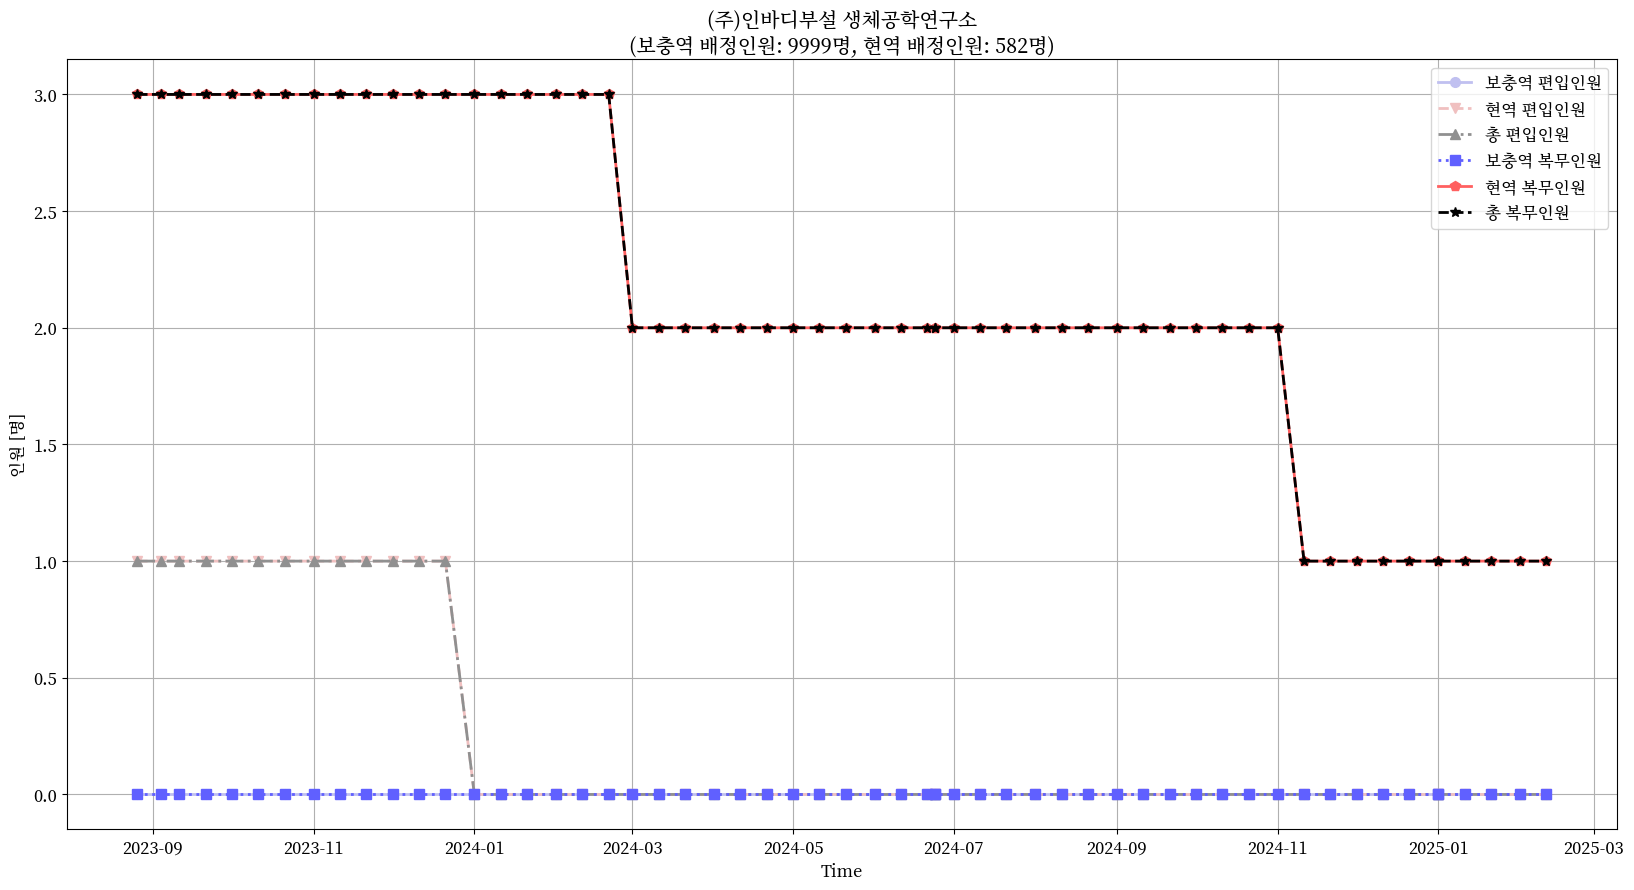 (주)인바디부설 생체공학연구소
(보충역 배정인원: 9999명, 현역 배정인원: 582명)
보충역 편입인원
현역 편입인원
총 편입인원
보충역 복무인원
현역 복무인원
총 복무인원
인원 [명]
3.0
2.5
2.0
1.5
1.0
0.5
0.0
2023-09 2023-11 2024-01 2024-03 2024-05 2024-07 2024-09 2024-11 2025-01 2025-03
Time